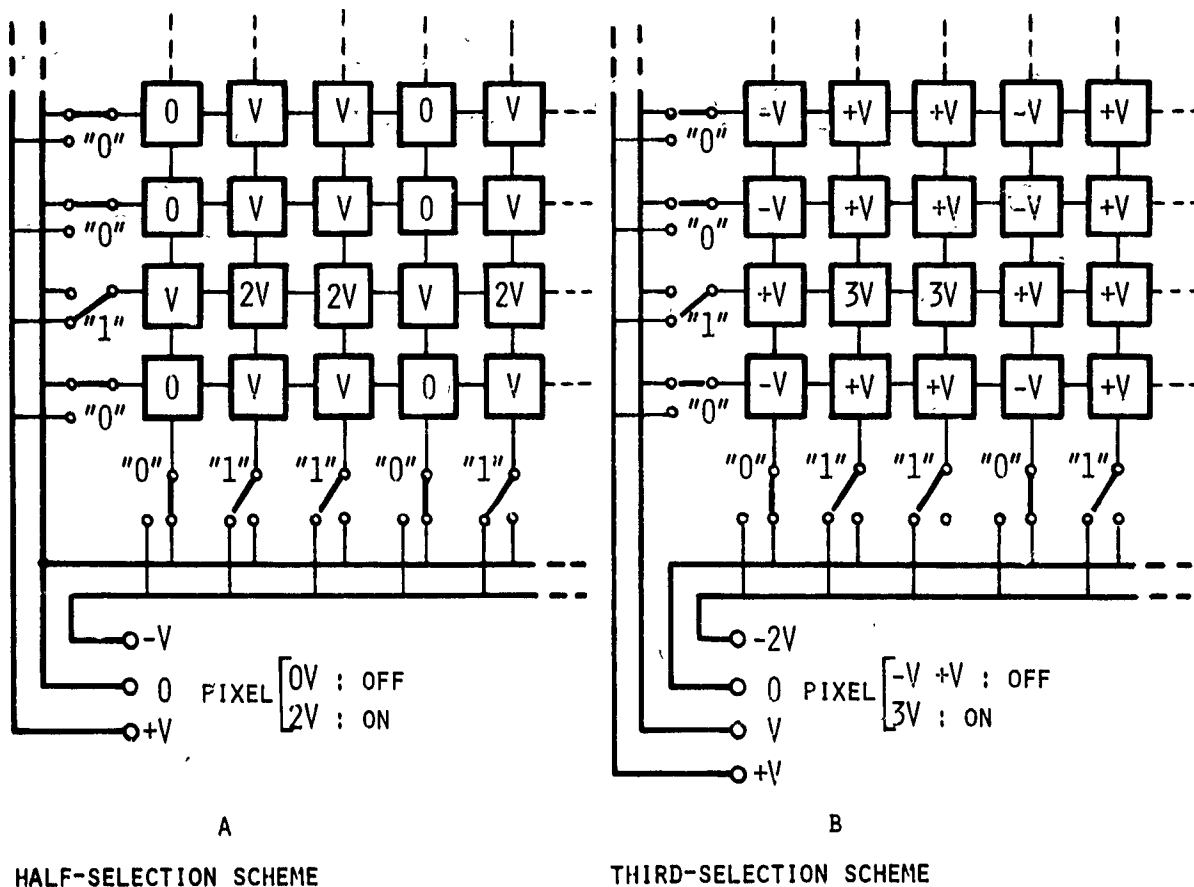 0 V V 0 V
"0"
0 V V 0 V
"0"
V 2V 2V V 2V
"1"
0 V V 0 V
"0"
"0" "1" "1" "0" "1"
-V
0
+V
PIXEL 0V : OFF
2V : ON
A
HALF-SELECTION SCHEME
-V +V +V -V +V
"0"
-V +V +V -V +V
"0"
+V 3V 3V +V +V
"1"
-V +V +V -V +V
"0"
"0" "1" "1" "0" "1"
-2V
0
V
+V
PIXEL -V +V : OFF
3V : ON
B
THIRD-SELECTION SCHEME